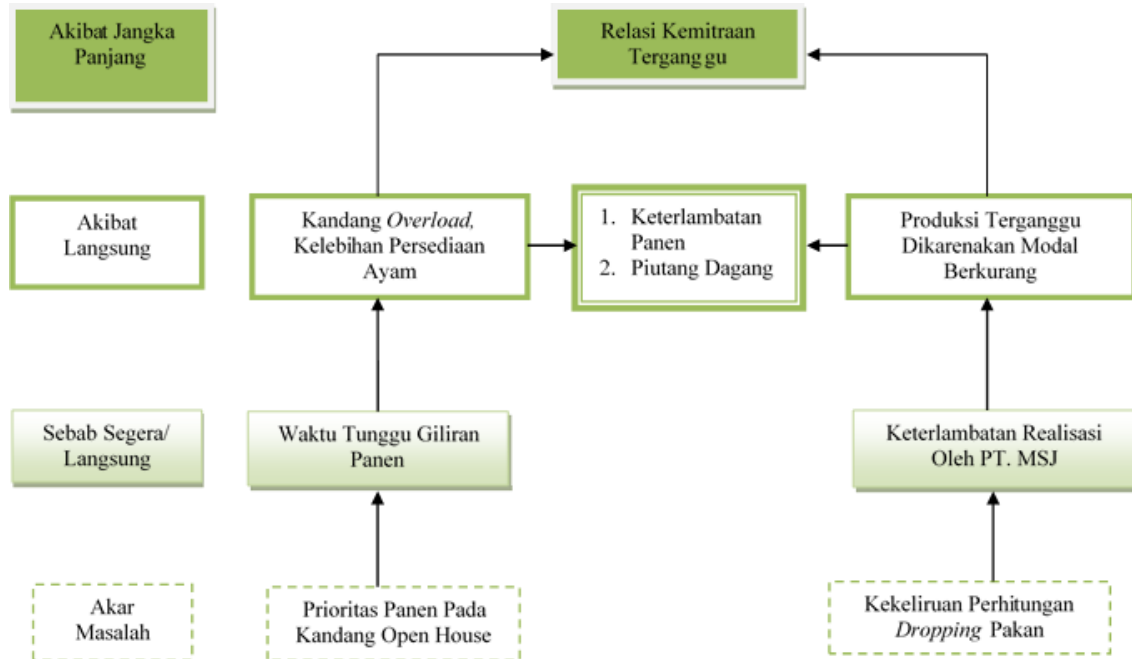 Akibat Jangka
Panjang
Relasi Kemitraan
Terganggu
Akibat
Langsung
Kandang Overload,
Kelebihan Persediaan
Ayam
1. Keterlambatan
Panen
2. Piutang Dagang
Produksi Terganggu
Dikarenakan Modal
Berkurang
Sebab Segera/
Langsung
Waktu Tunggu Giliran
Panen
Keterlambatan Realisasi
Oleh PT. MSJ
Akar
Masalah
Prioritas Panen Pada
Kandang Open House
Kekeliruan Perhitungan
Dropping Pakan